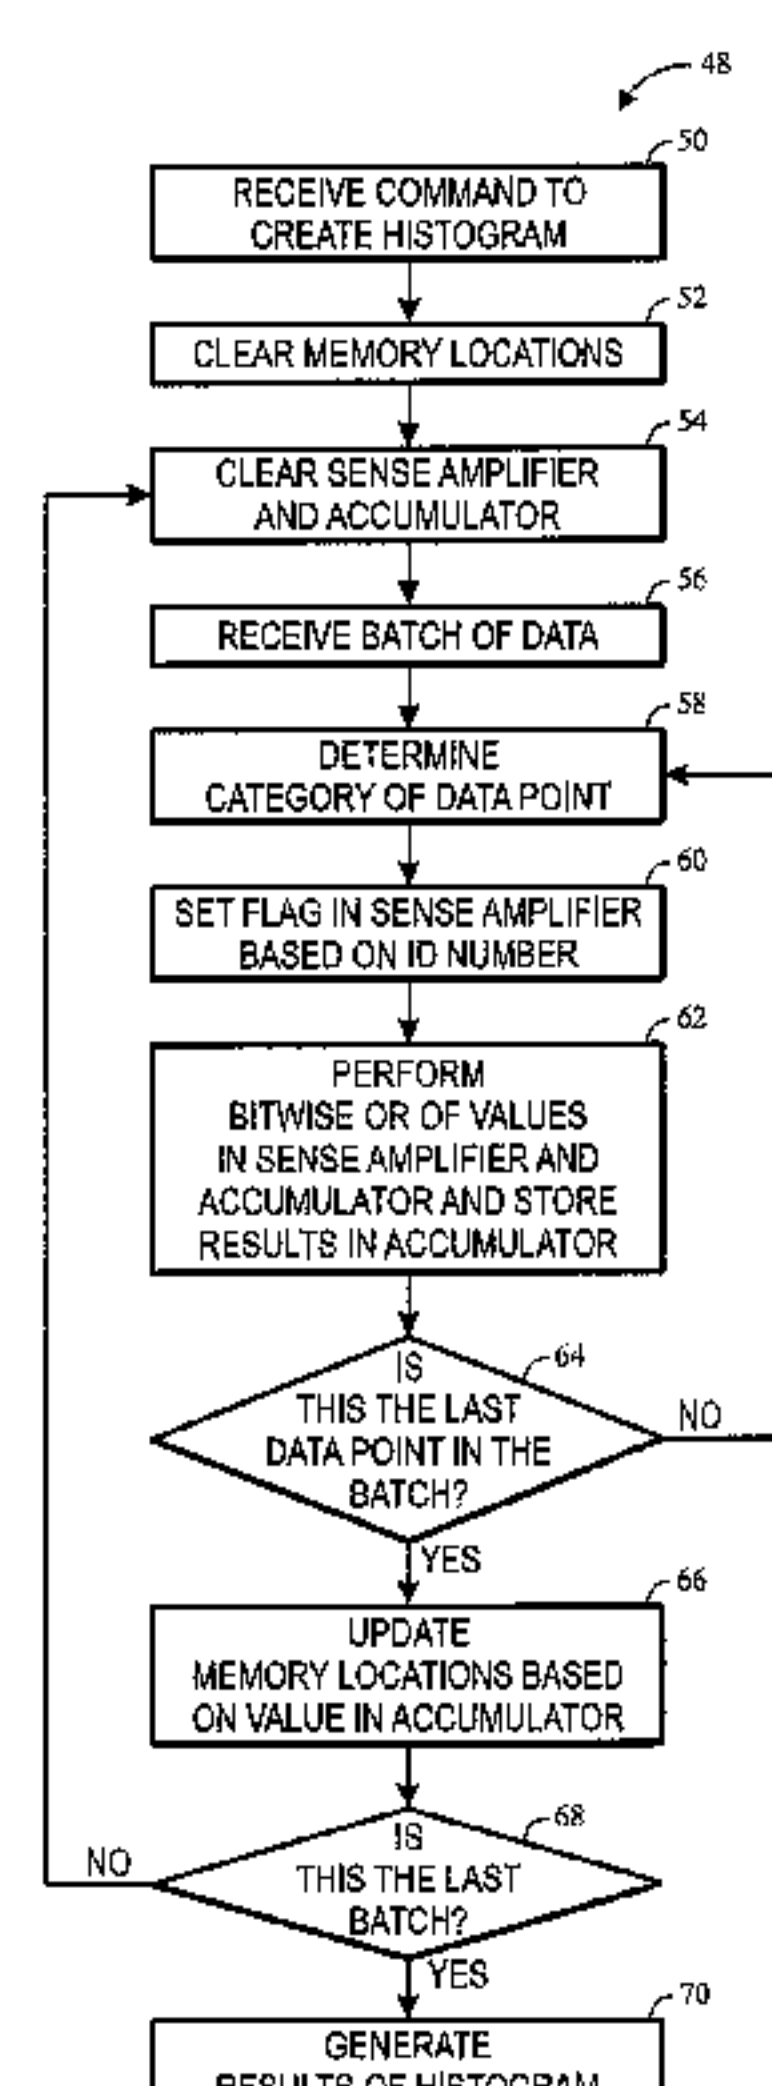 48
50
RECEIVE COMMAND TO
CREATE HISTOGRAM
52
CLEAR MEMORY LOCATIONS
54
CLEAR SENSE AMPLIFIER
AND ACCUMULATOR
56
RECEIVE BATCH OF DATA
58
DETERMINE
CATEGORY OF DATA POINT
60
SET FLAG IN SENSE AMPLIFIER
BASED ON ID NUMBER
62
PERFORM
BITWISE OR OF VALUES
IN SENSE AMPLIFIER AND
ACCUMULATOR AND STORE
RESULTS IN ACCUMULATOR
64
IS
THIS THE LAST
DATA POINT IN THE
BATCH?
NO
YES
66
UPDATE
MEMORY LOCATIONS BASED
ON VALUE IN ACCUMULATOR
68
IS
THIS THE LAST
BATCH?
NO
YES
70
GENERATE
RESULTS OF HISTOGRAM